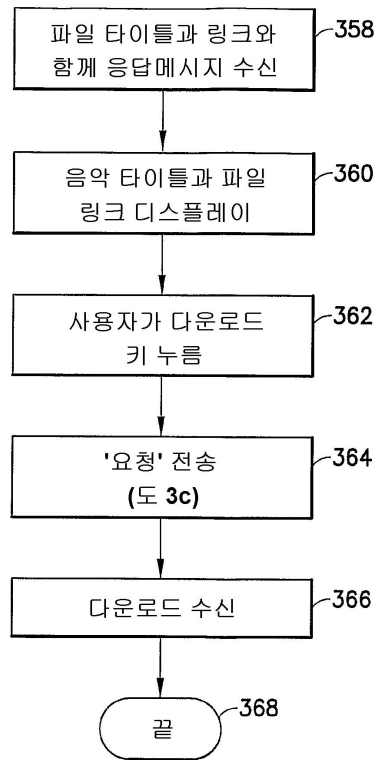 파일 타이틀과 링크와
함께 응답메시지 수신
358
음악 타이틀과 파일
링크 디스플레이
360
사용자가 다운로드
키 누름
362
'요청' 전송
(도 3c)
364
다운로드 수신
366
끝
368